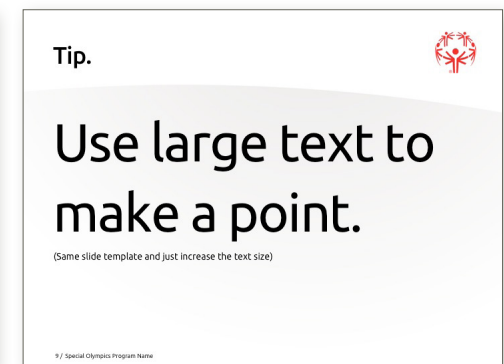 Tip.
Use large text to
make a point.
(Same slide template and just increase the text size)
9 / Special Olympics Program Name